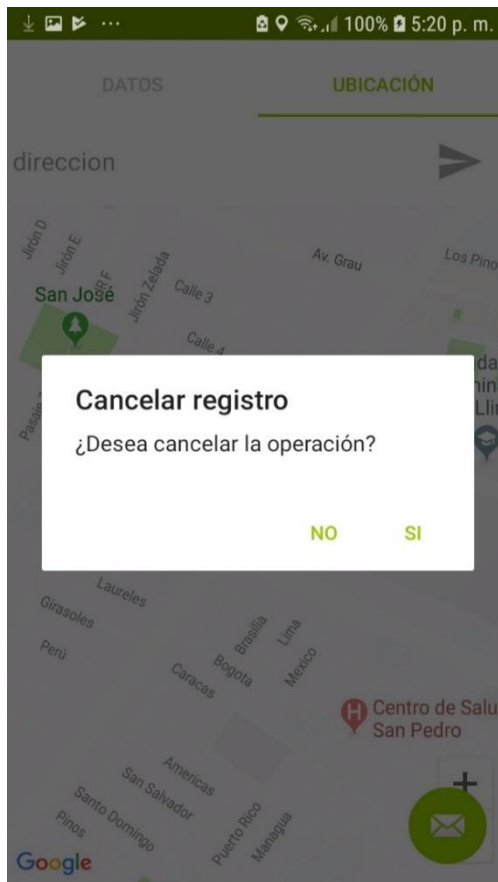 100% 5:20 p. m.
DATOS UBICACIÓN
direccion
Jirón D
Jirón E
JR F
Jirón Zelada
Av. Grau
Los Pino
San José
Calle 3
Calle 4
Cancelar registro
¿Desea cancelar la operación?
NO SI
Laureles
Girasoles
Perú
Brasilia
Lima
Bogota
Mexico
Caracas
Centro de Salu
San Pedro
Americas
San Salvador
Santo Domingo
Pinos
Puerto Rico
Managua
Google